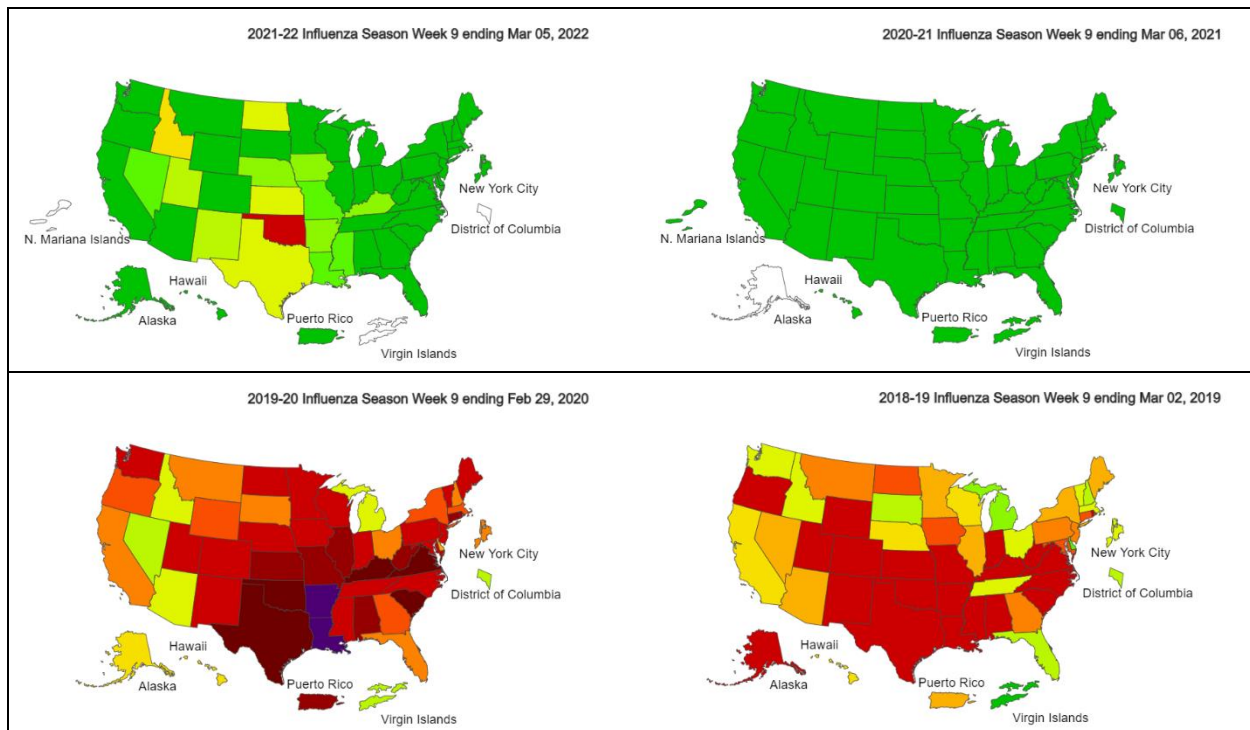 2021-22 Influenza Season Week 9 ending Mar 05, 2022
New York City
District of Columbia
N. Mariana Islands
Hawaii
Alaska
Puerto Rico
Virgin Islands
2020-21 Influenza Season Week 9 ending Mar 06, 2021
New York City
District of Columbia
N. Mariana Islands
Hawaii
Alaska
Puerto Rico
Virgin Islands
2019-20 Influenza Season Week 9 ending Feb 29, 2020
New York City
District of Columbia
Hawaii
Alaska
Puerto Rico
Virgin Islands
2018-19 Influenza Season Week 9 ending Mar 02, 2019
New York City
District of Columbia
Hawaii
Alaska
Puerto Rico
Virgin Islands